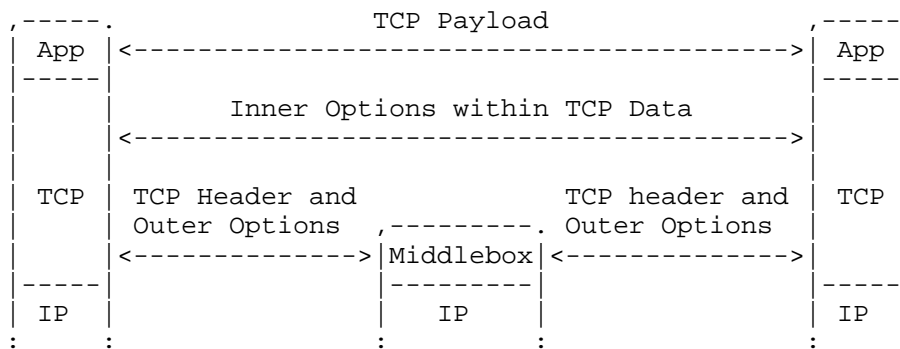 TCP Payload
App App
Inner Options within TCP Data
TCP TCP Header and TCP header and TCP
Outer Options Outer Options
Middlebox
IP IP IP